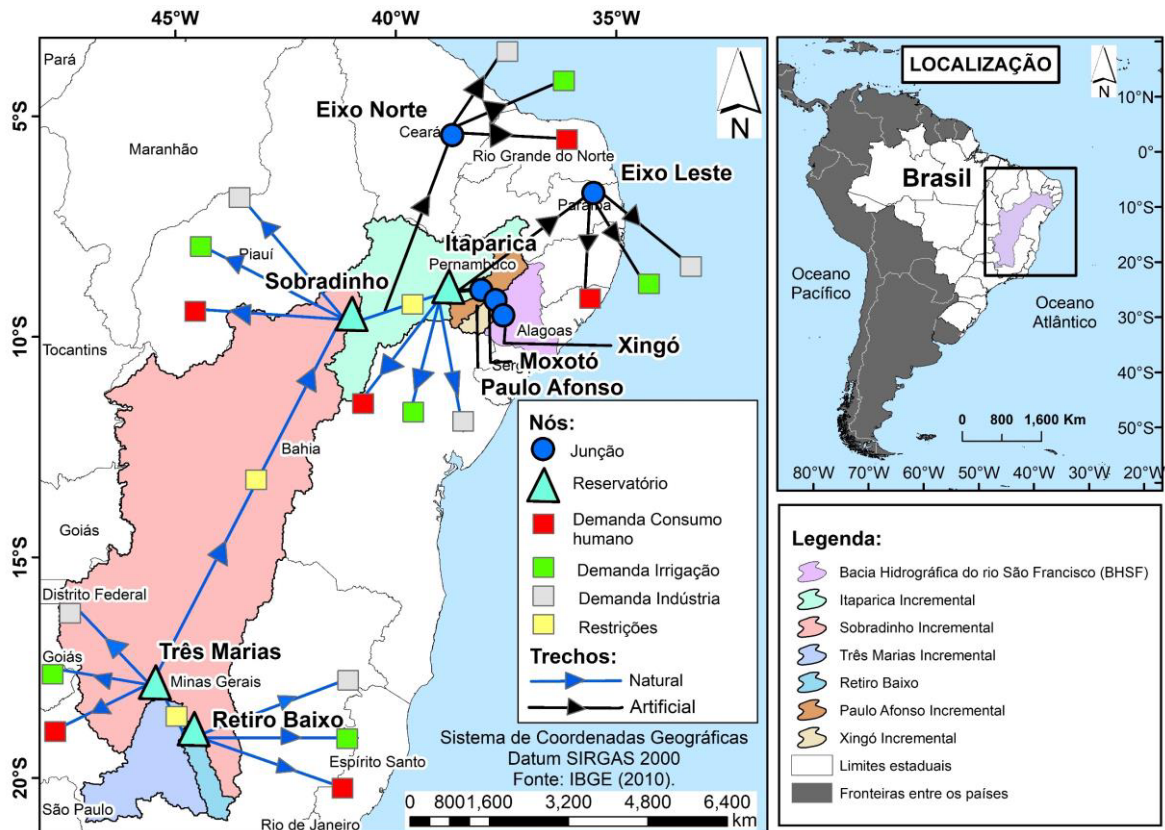 45°W 40°W 35°W
Pará
5°S
Eixo Norte
Ceará
Maranhão
Rio Grande do Norte
Eixo Leste
Paraíba
Itaparica
Piauí
Pernambuco
Sobradinho
10°S
Alagoas
Tocantins
Xingó
Sergi
Moxotó
Paulo Afonso
Bahia
Goiás
15°S
Distrito Federal
Goiás
Três Marias
Minas Gerais
Retiro Baixo
Espírito Santo
20°S
São Paulo
Rio de Janeiro
N
Nós:
Junção
Reservatório
Demanda Consumo
humano
Demanda Irrigação
Demanda Indústria
Restrições
Trechos:
Natural
Artificial
Sistema de Coordenadas Geográficas
Datum SIRGAS 2000
Fonte: IBGE (2010).
0 800 1,600 3,200 4,800 6,400
km
LOCALIZAÇÃO
N
10°N
0°
Brasil
10°S
20°S
Oceano
Pacífico
Oceano
Atlântico
30°S
40°S
0 800 1,600 Km
50°S
80°W 70°W 60°W 50°W 40°W 30°W 20°W
Legenda:
Bacia Hidrográfica do rio São Francisco (BHSF)
Itaparica Incremental
Sobradinho Incremental
Três Marias Incremental
Retiro Baixo
Paulo Afonso Incremental
Xingó Incremental
Limites estaduais
Fronteiras entre os países